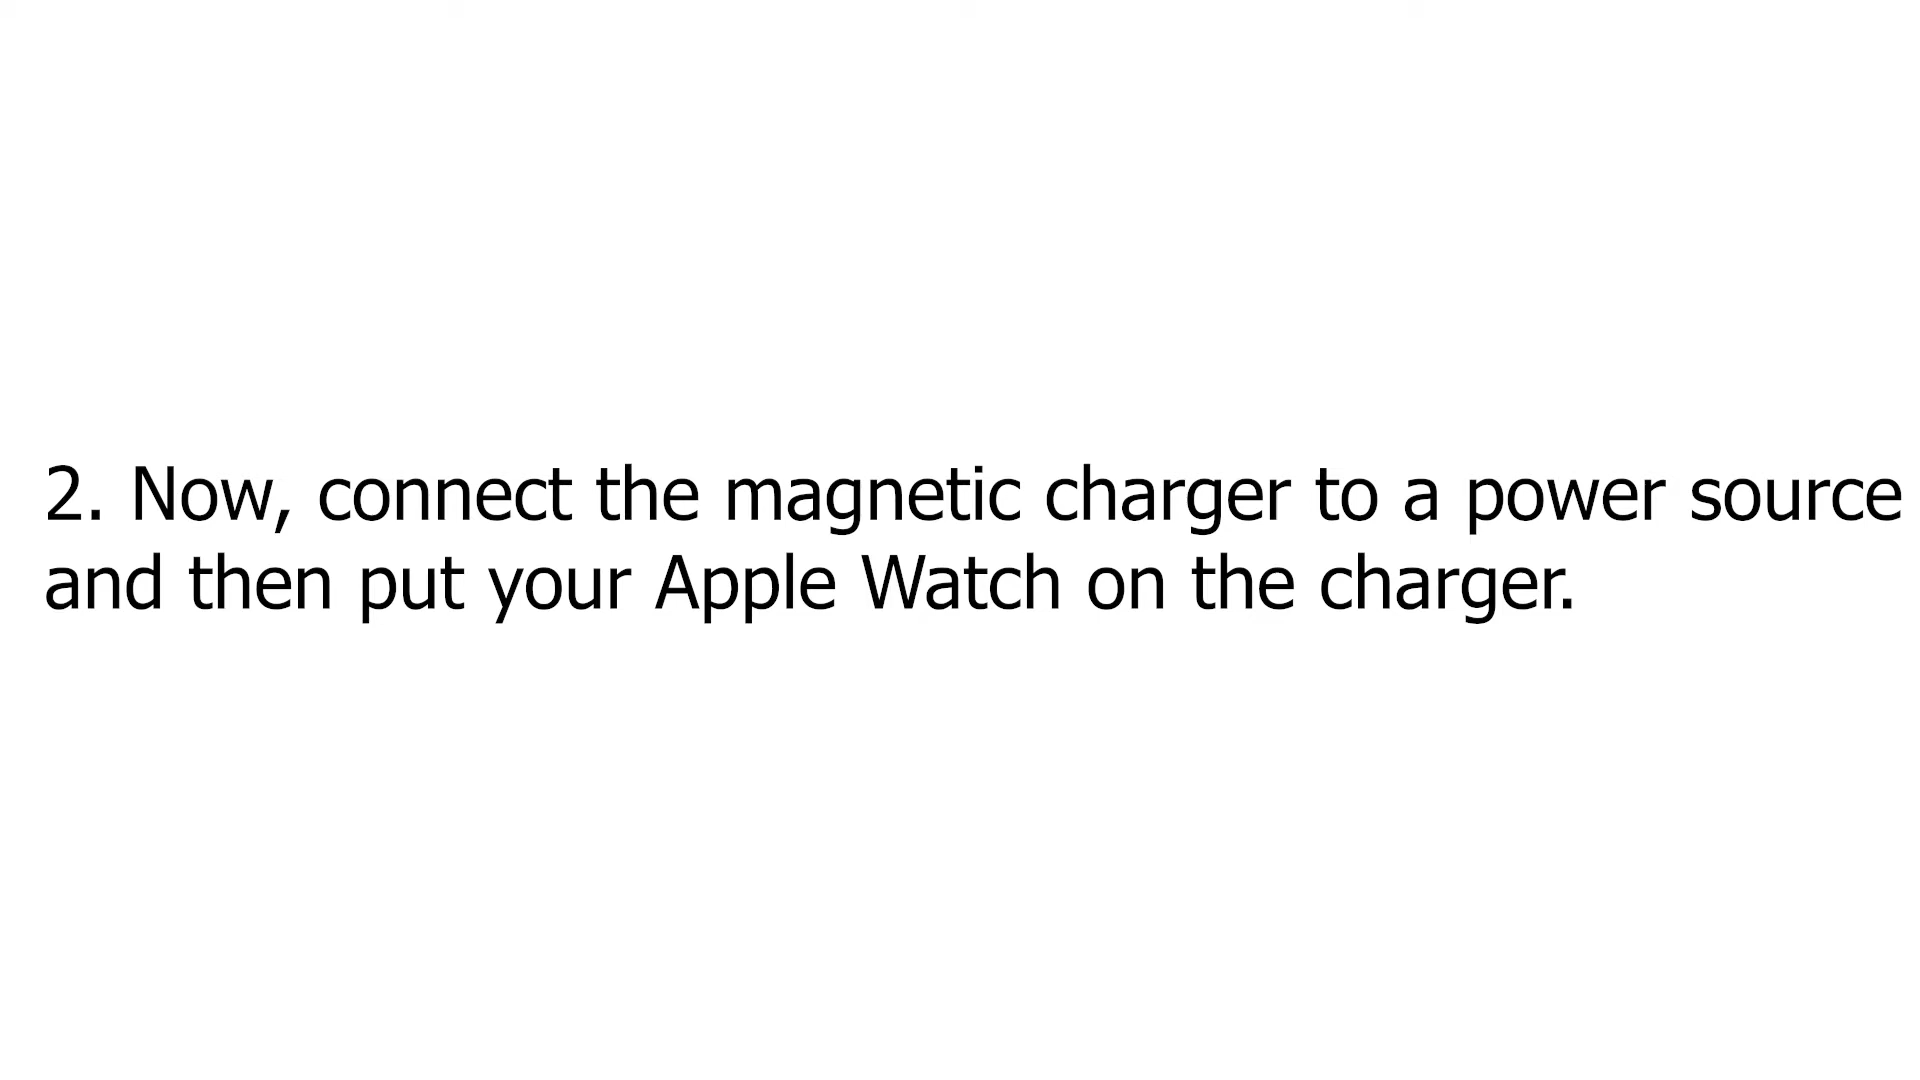 2. Now, connect the magnetic charger to a power source
and then put your Apple Watch on the charger.